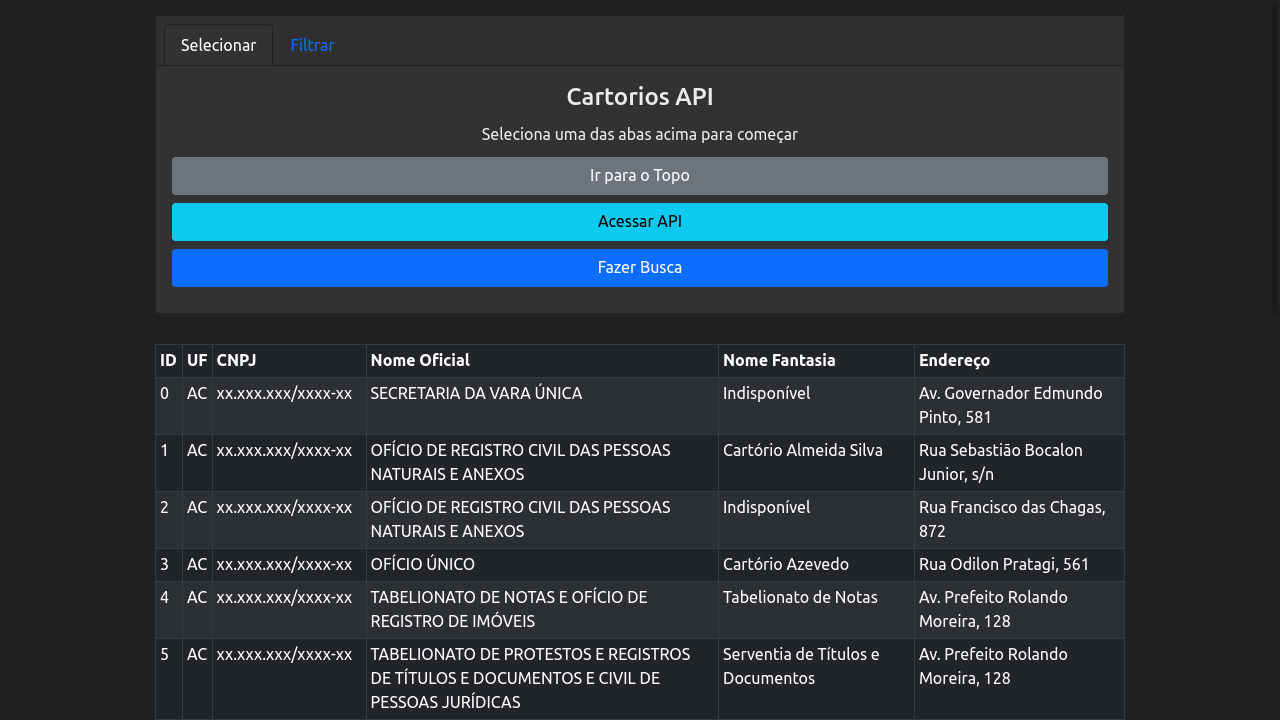 Selecionar Filtrar
Cartorios API
Seleciona uma das abas acima para começar
Ir para o Topo
Acessar API
Fazer Busca
ID UF CNPJ Nome Oficial Nome Fantasia Endereço
0 AC xx.xxx.xxx/xxxx-xx SECRETARIA DA VARA ÚNICA Indisponível Av. Governador Edmundo
Pinto, 581
1 AC xx.xxx.xxx/xxxx-xx OFÍCIO DE REGISTRO CIVIL DAS PESSOAS Cartório Almeida Silva Rua Sebastião Bocalon
NATURAIS E ANEXOS Junior, s/n
2 AC xx.xxx.xxx/xxxx-xx OFÍCIO DE REGISTRO CIVIL DAS PESSOAS Indisponível Rua Francisco das Chagas,
NATURAIS E ANEXOS 872
3 AC xx.xxx.xxx/xxxx-xx OFÍCIO ÚNICO Cartório Azevedo Rua Odilon Pratagi, 561
4 AC xx.xxx.xxx/xxxx-xx TABELIONATO DE NOTAS E OFÍCIO DE Tabelionato de Notas Av. Prefeito Rolando
REGISTRO DE IMÓVEIS Moreira, 128
5 AC xx.xxx.xxx/xxxx-xx TABELIONATO DE PROTESTOS E REGISTROS Serventia de Títulos e Av. Prefeito Rolando
DE TÍTULOS E DOCUMENTOS E CIVIL DE Documentos Moreira, 128
PESSOAS JURÍDICAS